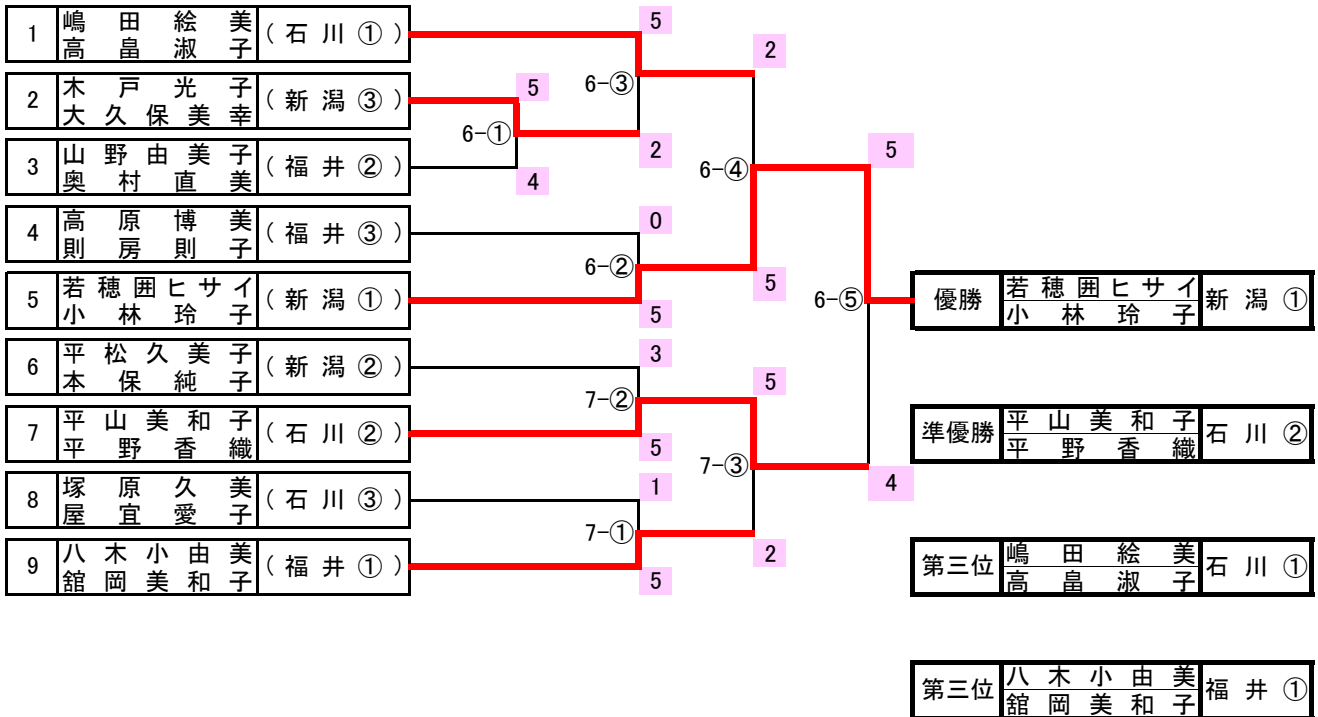 1 嶋田絵美 高畠淑子 (石川①)
2 木戸光子 大久保美幸 (新潟③)
3 山野由美子 奥村直美 (福井②)
4 高原博美 則房則子 (福井③)
5 若穂囲ヒサイ 小林玲子 (新潟①)
6 平松久美子 本保純子 (新潟②)
7 平山美和子 平野香織 (石川②)
8 塚原久美 屋宜愛子 (石川③)
9 八木小由美 舘岡美和子 (福井①)
5
6-③
2
5
6-①
4
0
6-②
5
3
7-②
5
1
7-①
5
2
6-④
5
5
7-③
2
5
6-⑤
4
優勝 若穂囲ヒサイ 小林玲子 新潟①
準優勝 平山美和子 平野香織 石川②
第三位 嶋田絵美 高畠淑子 石川①
第三位 八木小由美 舘岡美和子 福井①